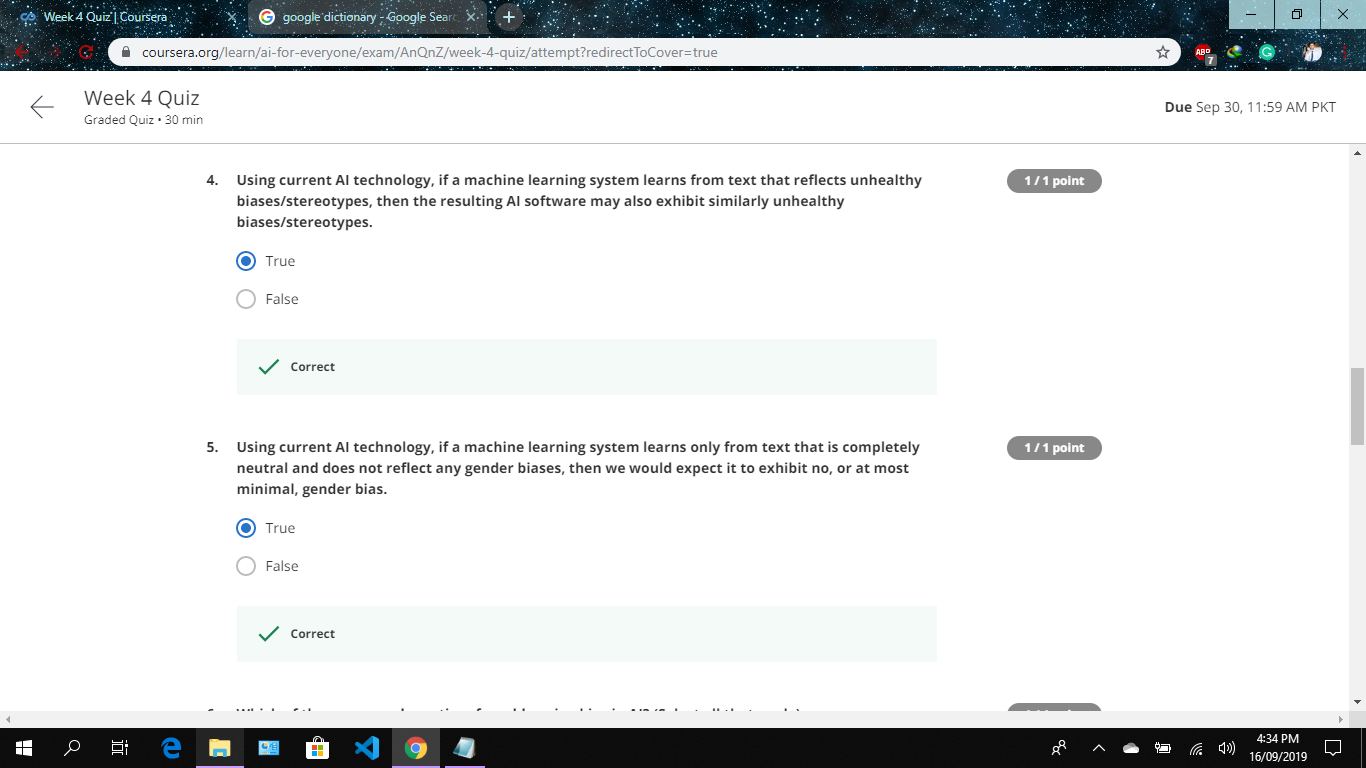 Week 4 Quiz | Coursera
google dictionary - Google Sear
coursera.org/learn/ai-for-everyone/exam/AnQnZ/week-4-quiz/attempt?redirectToCover=true
ABP
7
G
Week 4 Quiz
Graded Quiz • 30 min
Due Sep 30, 11:59 AM PKT
4. Using current AI technology, if a machine learning system learns from text that reflects unhealthy
1 / 1 point
biases/stereotypes, then the resulting AI software may also exhibit similarly unhealthy
biases/stereotypes.
True
False
Correct
5. Using current AI technology, if a machine learning system learns only from text that is completely
1 / 1 point
neutral and does not reflect any gender biases, then we would expect it to exhibit no, or at most
minimal, gender bias.
True
False
Correct
4:34 PM
16/09/2019